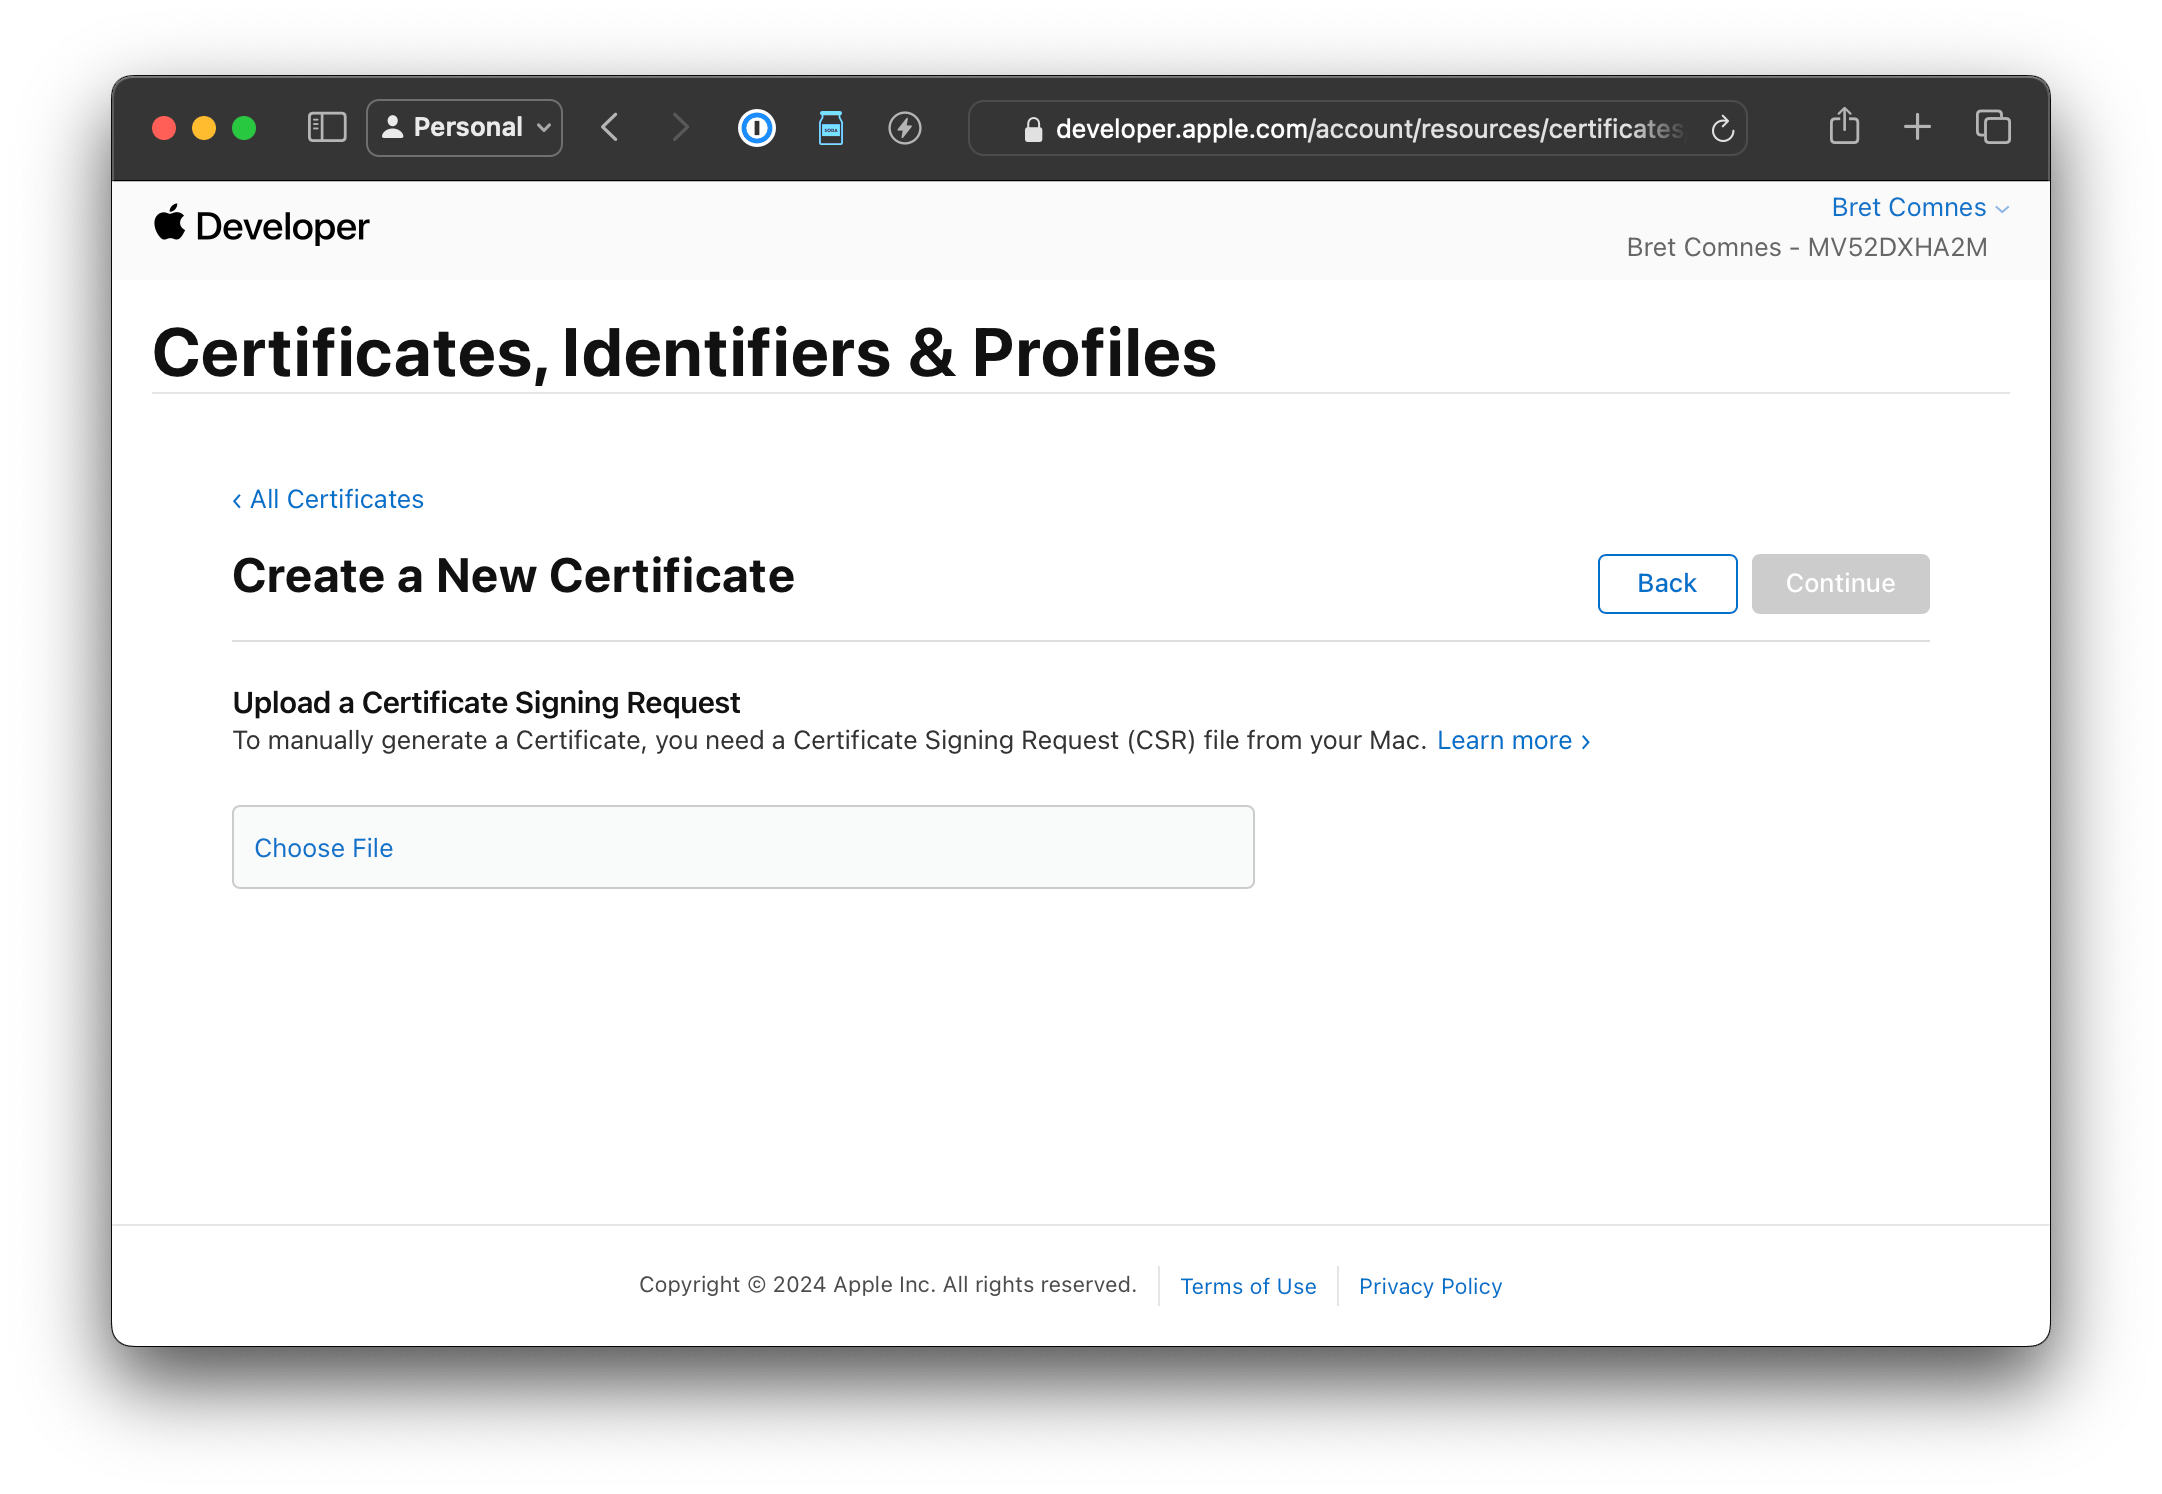 Personal
developer.apple.com/account/resources/certificates
Developer
Bret Comnes
Bret Comnes - MV52DXHA2M
Certificates, Identifiers & Profiles
‹ All Certificates
Create a New Certificate
Back
Continue
Upload a Certificate Signing Request
To manually generate a Certificate, you need a Certificate Signing Request (CSR) file from your Mac. Learn more ›
Choose File
Copyright © 2024 Apple Inc. All rights reserved.
Terms of Use
Privacy Policy